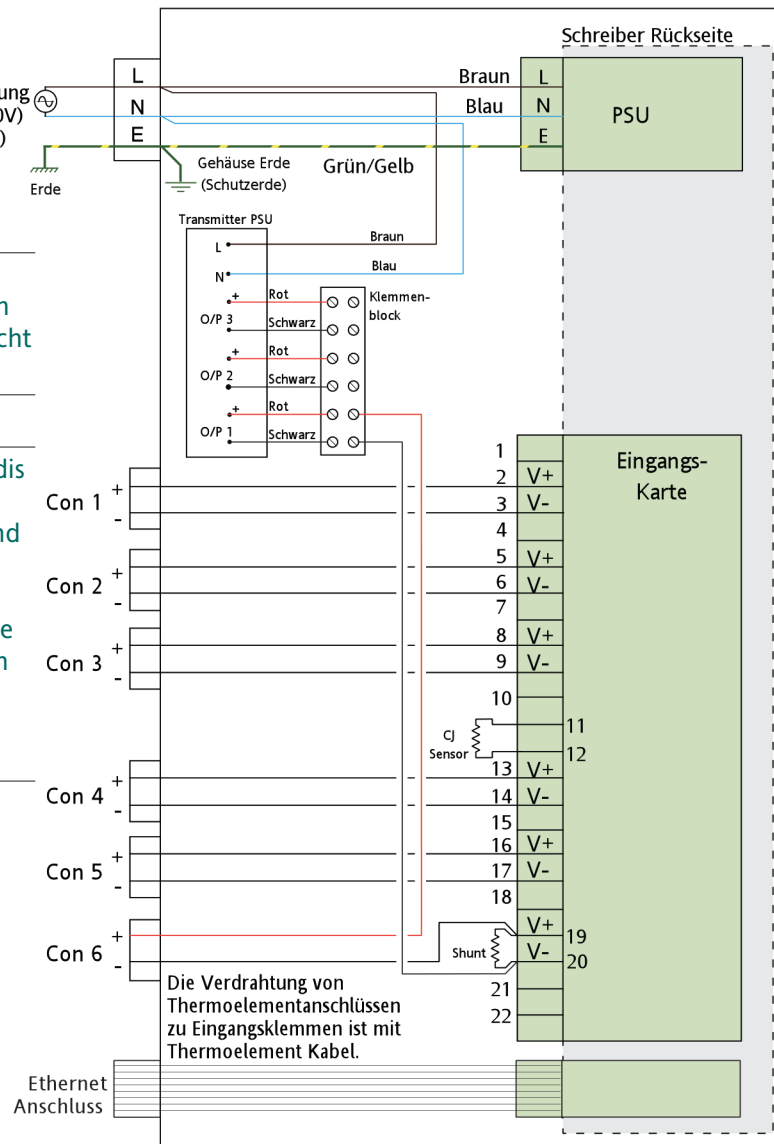 Schreiber Rückseite
L
N
E
Braun
Blau
L
N
E
PSU
0V)
)
Erde
Gehäuse Erde
(Schutzerde)
Grün/Gelb
Transmitter PSU
L
N
Braun
Blau
+
O/P 3
Rot
Schwarz
+
O/P 2
Rot
Schwarz
+
O/P 1
Rot
Schwarz
Klemmen-
block
Eingangs-
Karte
Con 1
+
-
Con 2
+
-
Con 3
+
-
Con 4
+
-
Con 5
+
-
Con 6
+
-
1
2 V+
3 V-
4
5 V+
6 V-
7
8 V+
9 V-
10
11
12
CJ
Sensor
13 V+
14 V-
15
16 V+
17 V-
18
V+ 19
V- 20
Shunt
21
22
Die Verdrahtung von
Thermoelementanschlüssen
zu Eingangsklemmen ist mit
Thermoelement Kabel.
Ethernet
Anschluss